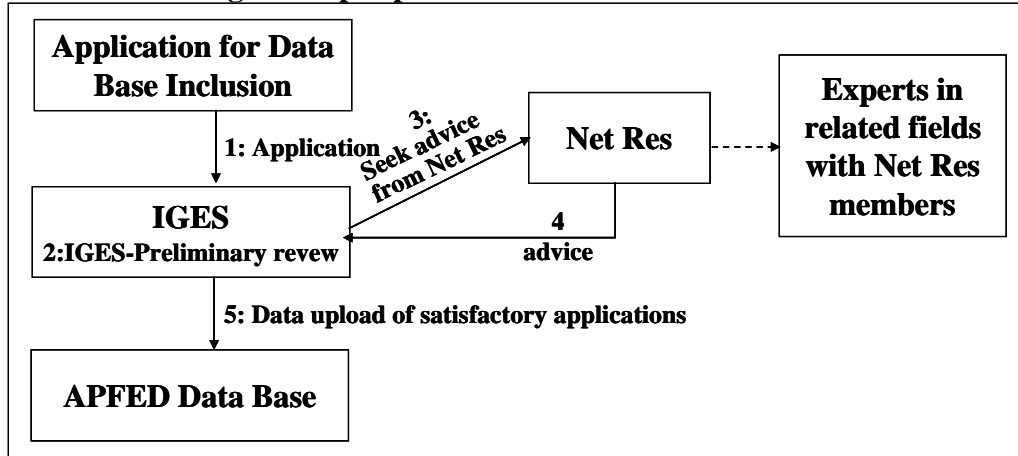 Application for Data
Base Inclusion
1: Application
3:
Seek advice
from Net Res
Net Res
Experts in
related fields
with Net Res
members
IGES
2:IGES-Preliminary revew
4
advice
5: Data upload of satisfactory applications
APFED Data Base